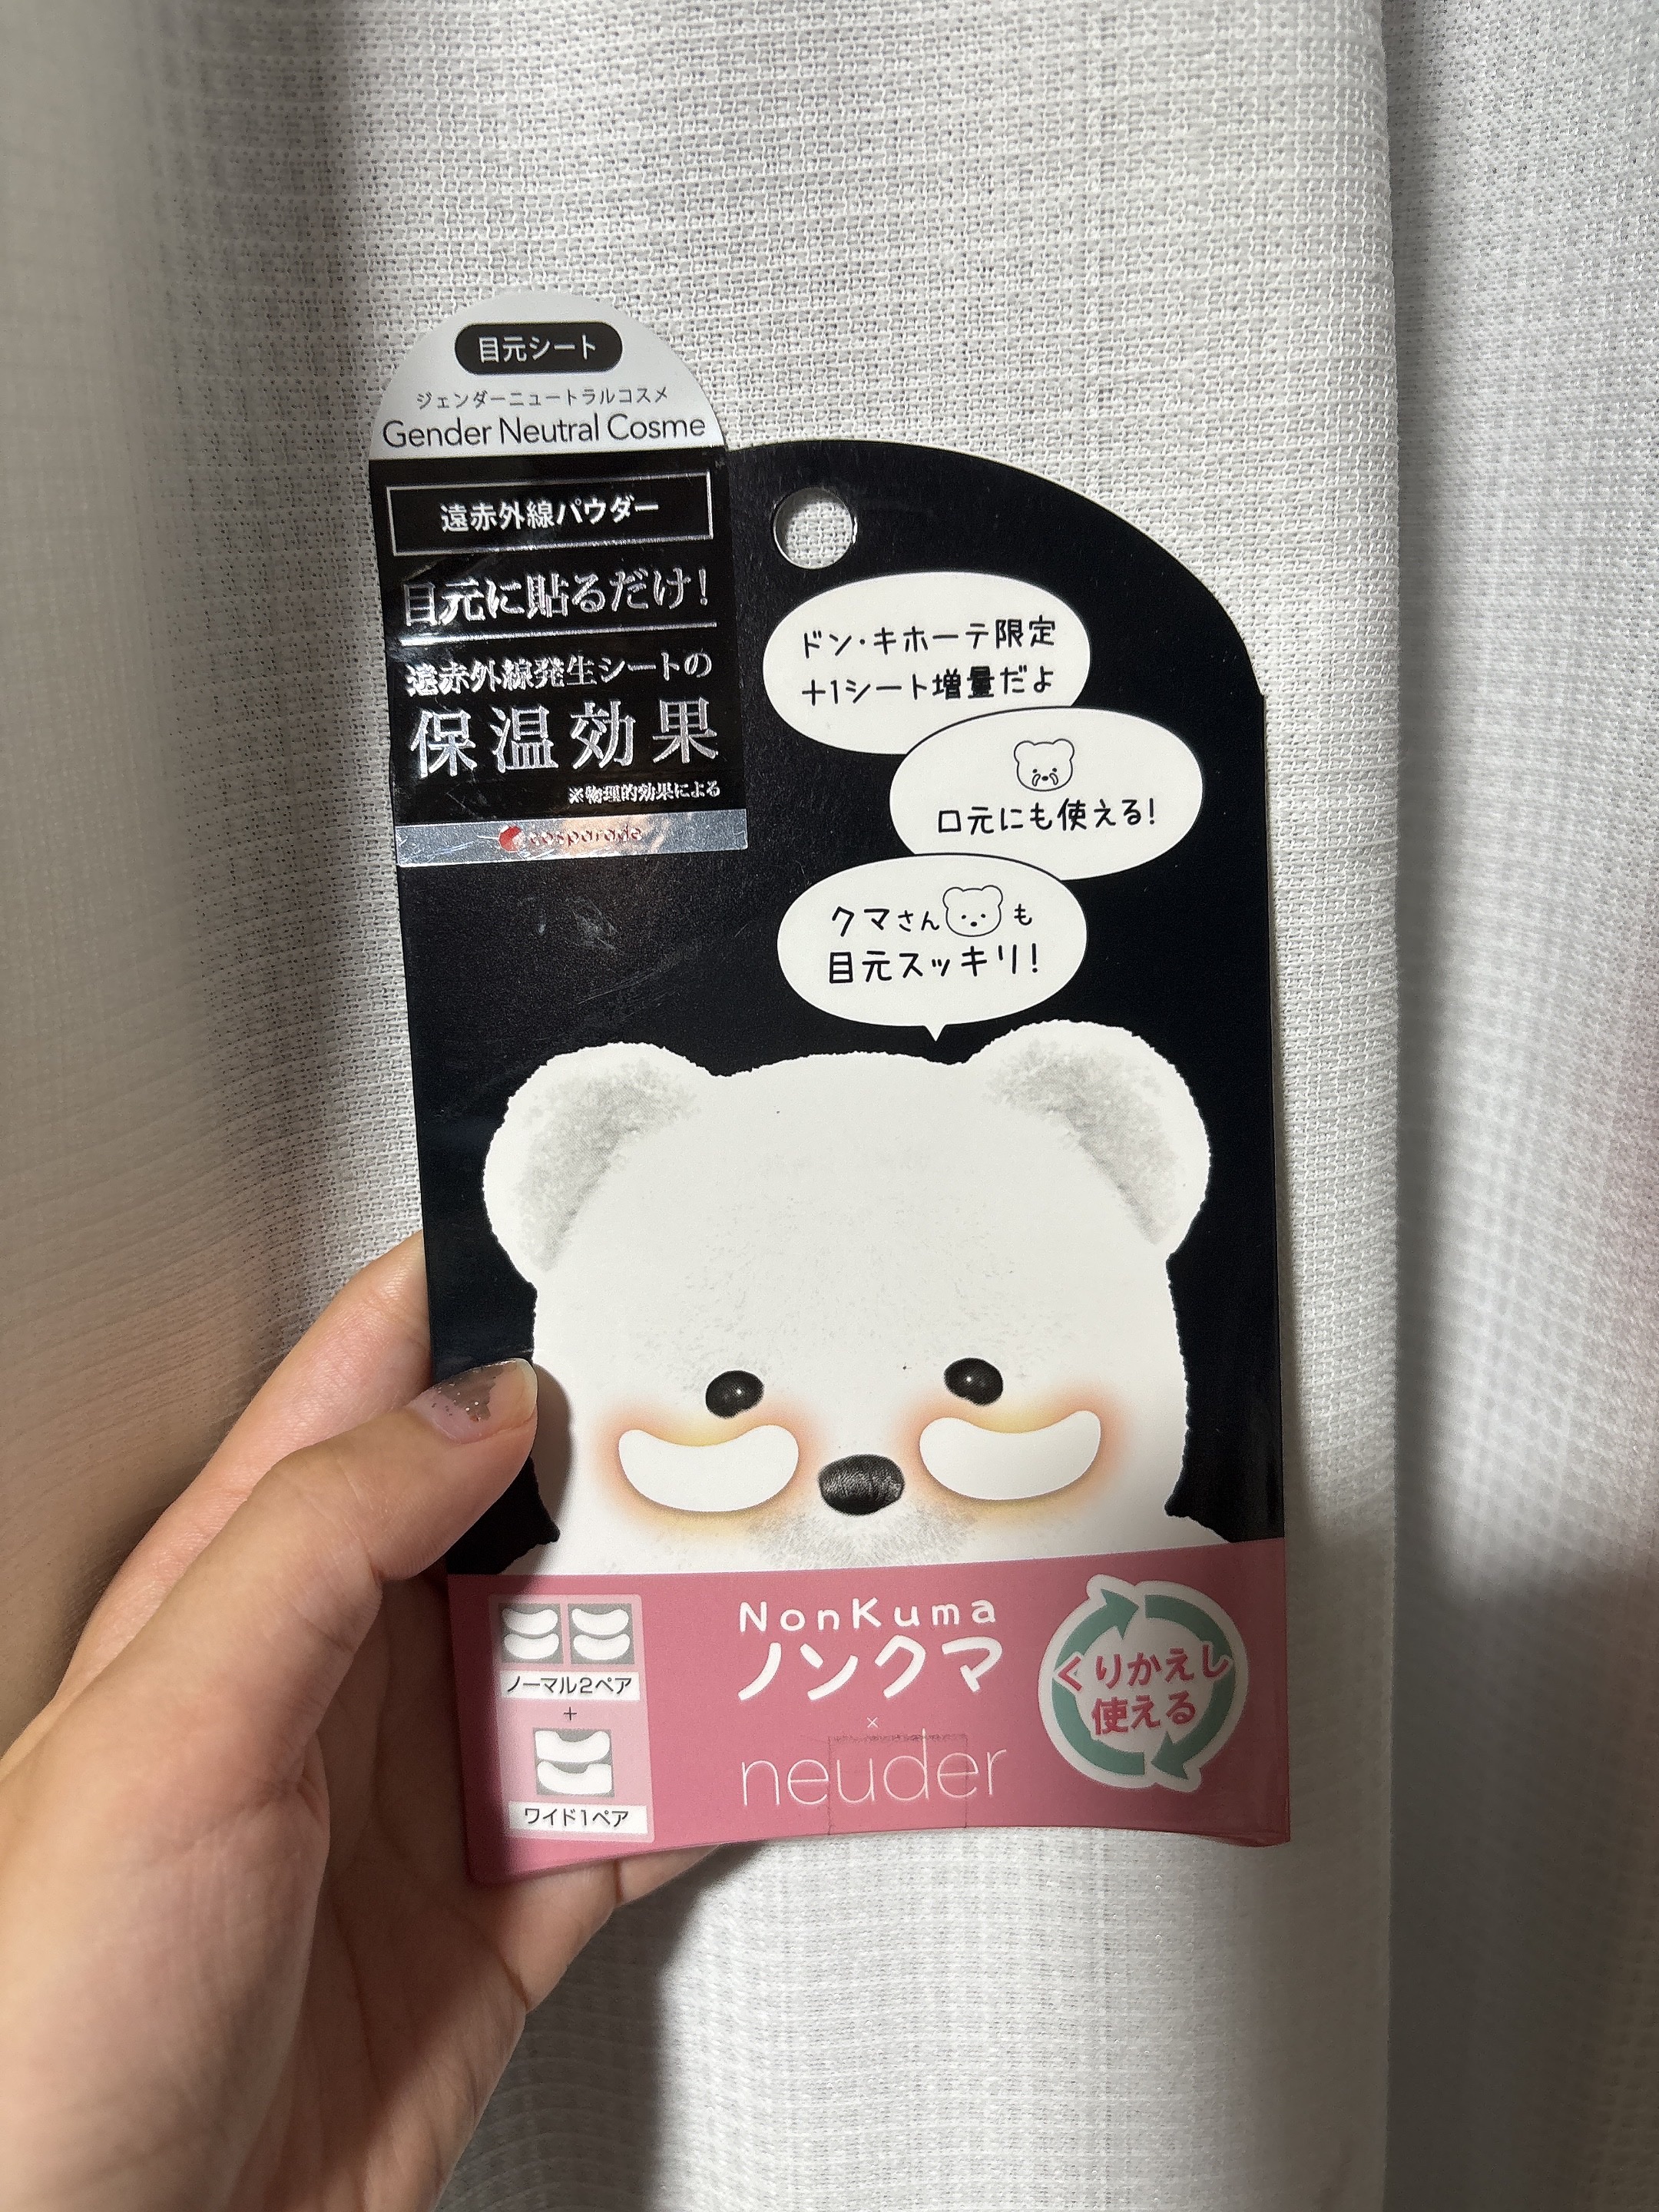 目元シート
ジェンダーニュートラルコスメ
Gender Neutral Cosme
遠赤外線パウダー
目元に貼るだけ!
遠赤外線発生シートの
保温効果
※物理的効果による
cosparade
ドン・キホーテ限定
+1シート増量だよ
口元にも使える!
クマさんも
目元スッキリ!
ノーマル2ペア
+
ワイド1ペア
NonKuma
ノンクマ
×
neuder
くりかえし
使える